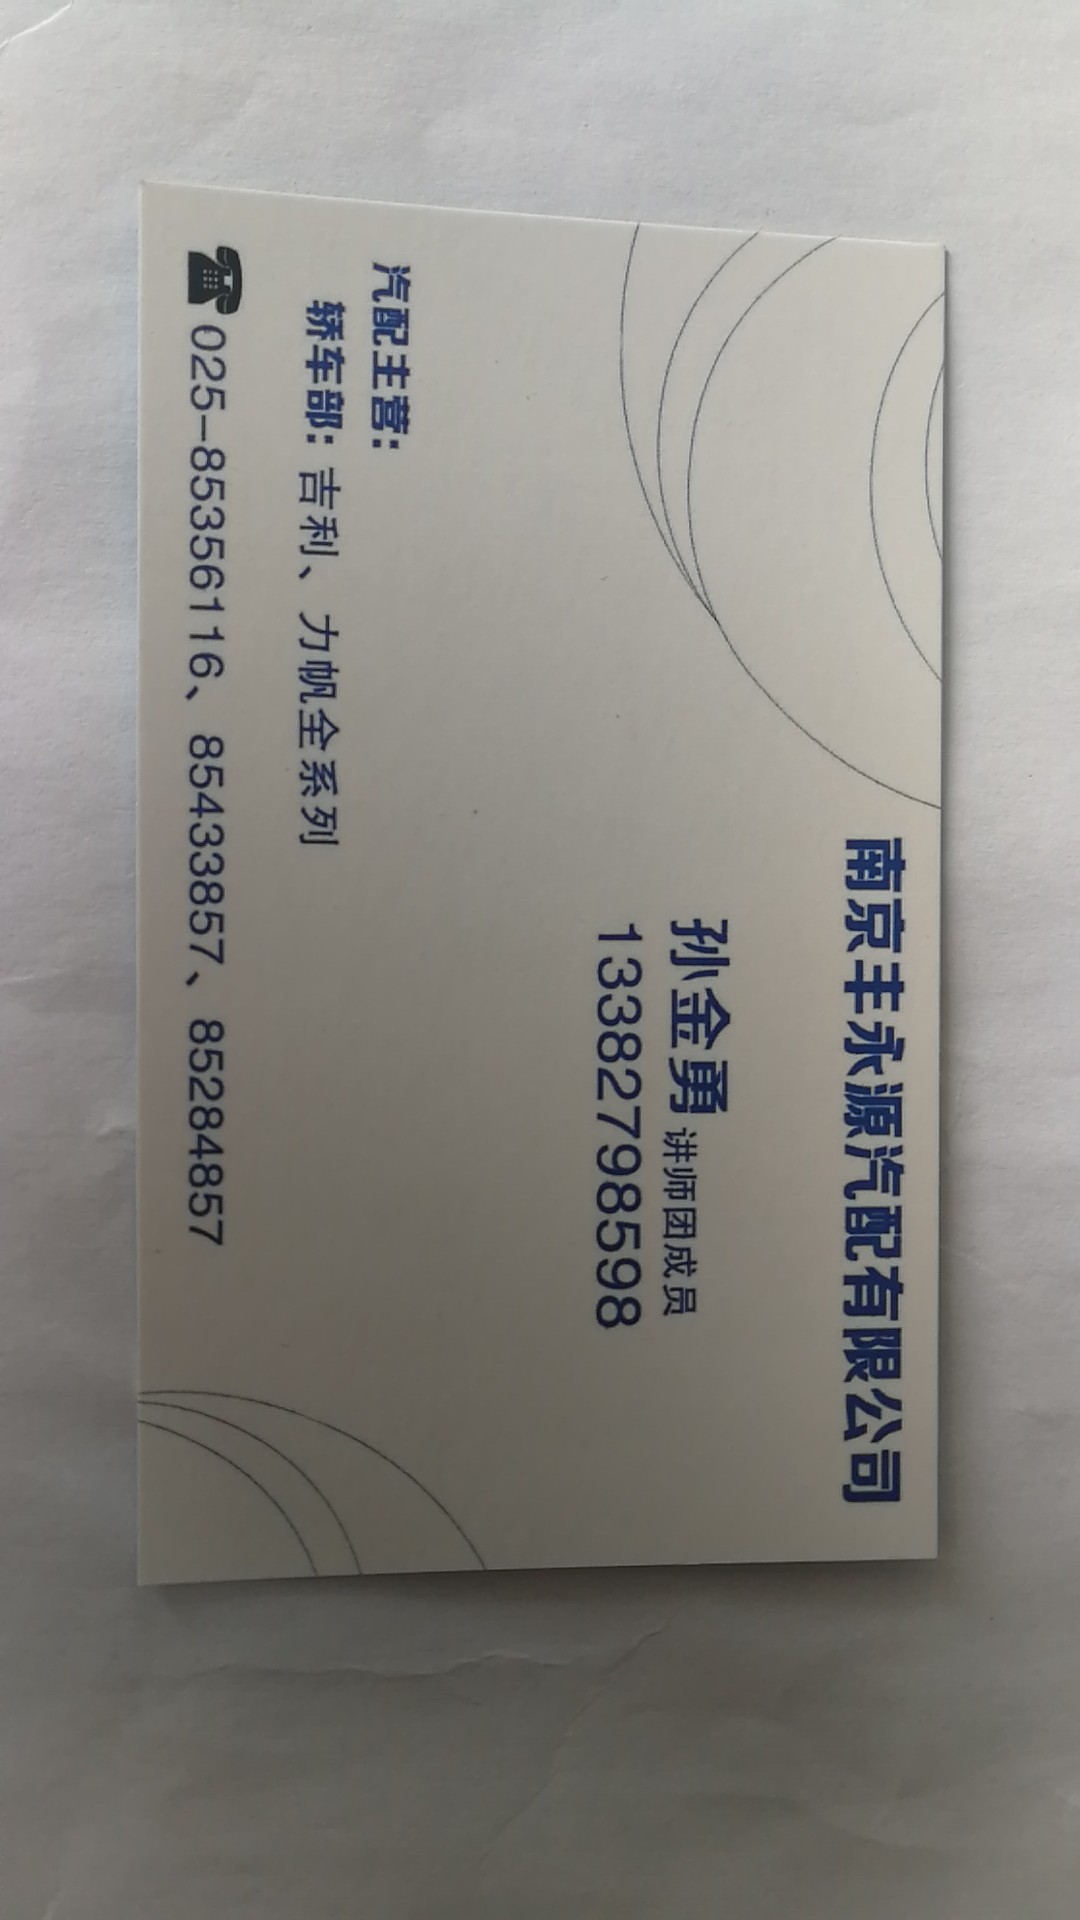 南京丰永源汽配有限公司
孙金勇 讲师团成员
13382798598
汽配主营:
轿车部: 吉利、力帆全系列
☎025-85356116、85433857、85284857